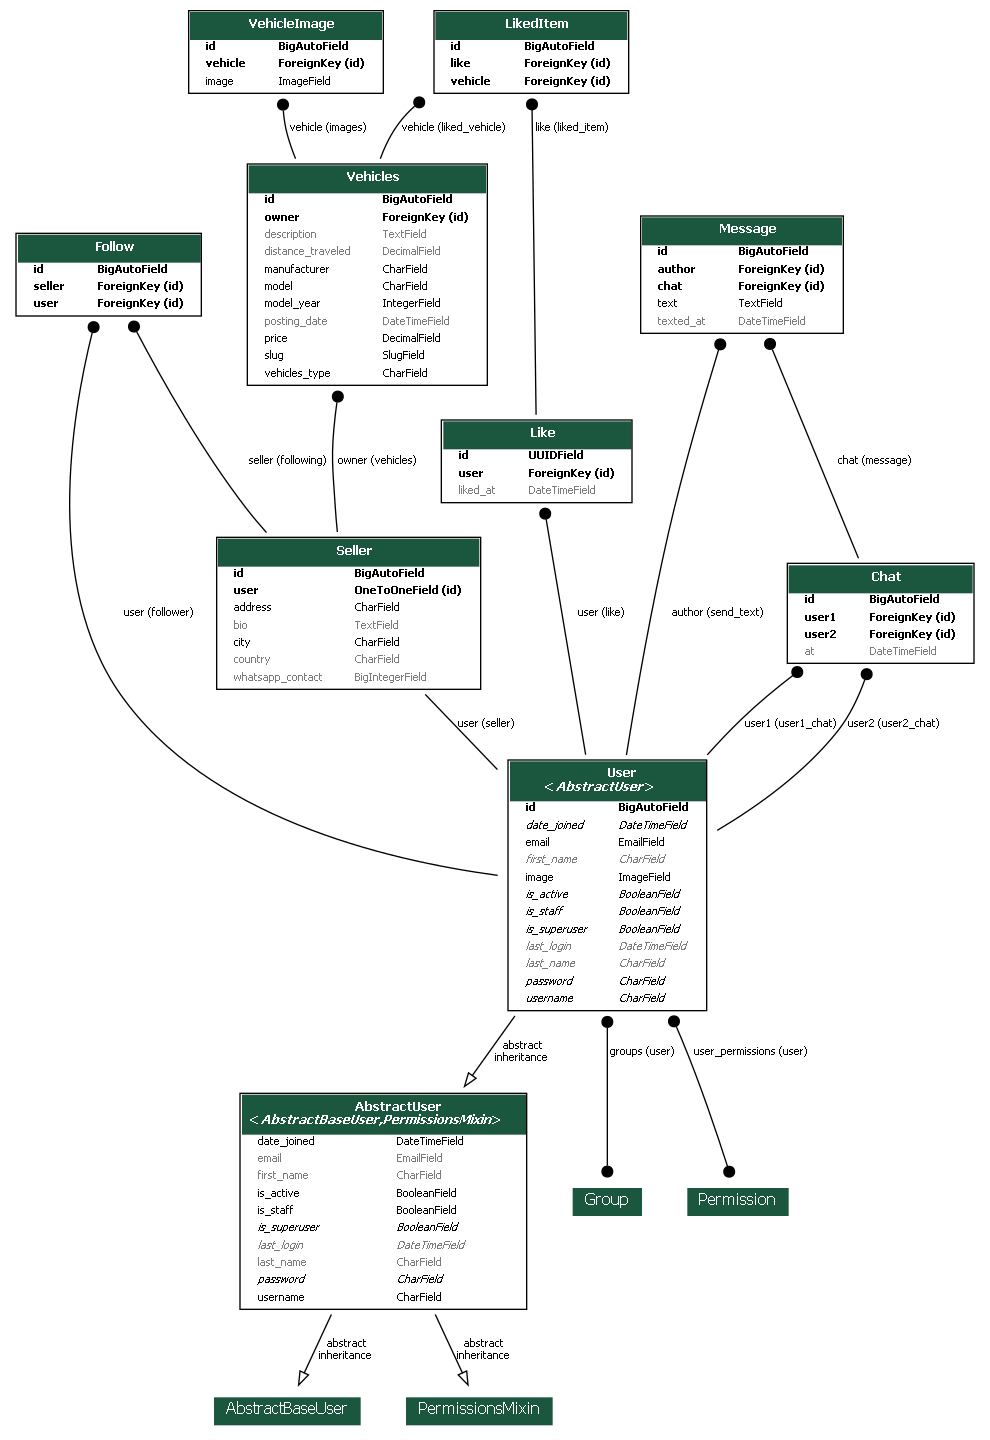 VehicleImage
id BigAutoField
vehicle ForeignKey (id)
image ImageField
LikedItem
id BigAutoField
like ForeignKey (id)
vehicle ForeignKey (id)
vehicle (images)
vehicle (liked_vehicle)
like (liked_item)
Vehicles
id BigAutoField
owner ForeignKey (id)
description TextField
distance_traveled DecimalField
manufacturer CharField
model CharField
model_year IntegerField
posting_date DateTimeField
price DecimalField
slug SlugField
vehicles_type CharField
Follow
id BigAutoField
seller ForeignKey (id)
user ForeignKey (id)
Message
id BigAutoField
author ForeignKey (id)
chat ForeignKey (id)
text TextField
texted_at DateTimeField
Like
id UUIDField
user ForeignKey (id)
liked_at DateTimeField
seller (following)
owner (vehicles)
chat (message)
Seller
id BigAutoField
user OneToOneField (id)
address CharField
bio TextField
city CharField
country CharField
whatsapp_contact BigIntegerField
Chat
id BigAutoField
user1 ForeignKey (id)
user2 ForeignKey (id)
at DateTimeField
user (follower)
user (like)
author (send_text)
user (seller)
user1 (user1_chat)
user2 (user2_chat)
User
<AbstractUser>
id BigAutoField
date_joined DateTimeField
email EmailField
first_name CharField
image ImageField
is_active BooleanField
is_staff BooleanField
is_superuser BooleanField
last_login DateTimeField
last_name CharField
password CharField
username CharField
abstract
inheritance
groups (user)
user_permissions (user)
AbstractUser
<AbstractBaseUser,PermissionsMixin>
date_joined DateTimeField
email EmailField
first_name CharField
is_active BooleanField
is_staff BooleanField
is_superuser BooleanField
last_login DateTimeField
last_name CharField
password CharField
username CharField
Group
Permission
abstract
inheritance
abstract
inheritance
AbstractBaseUser
PermissionsMixin